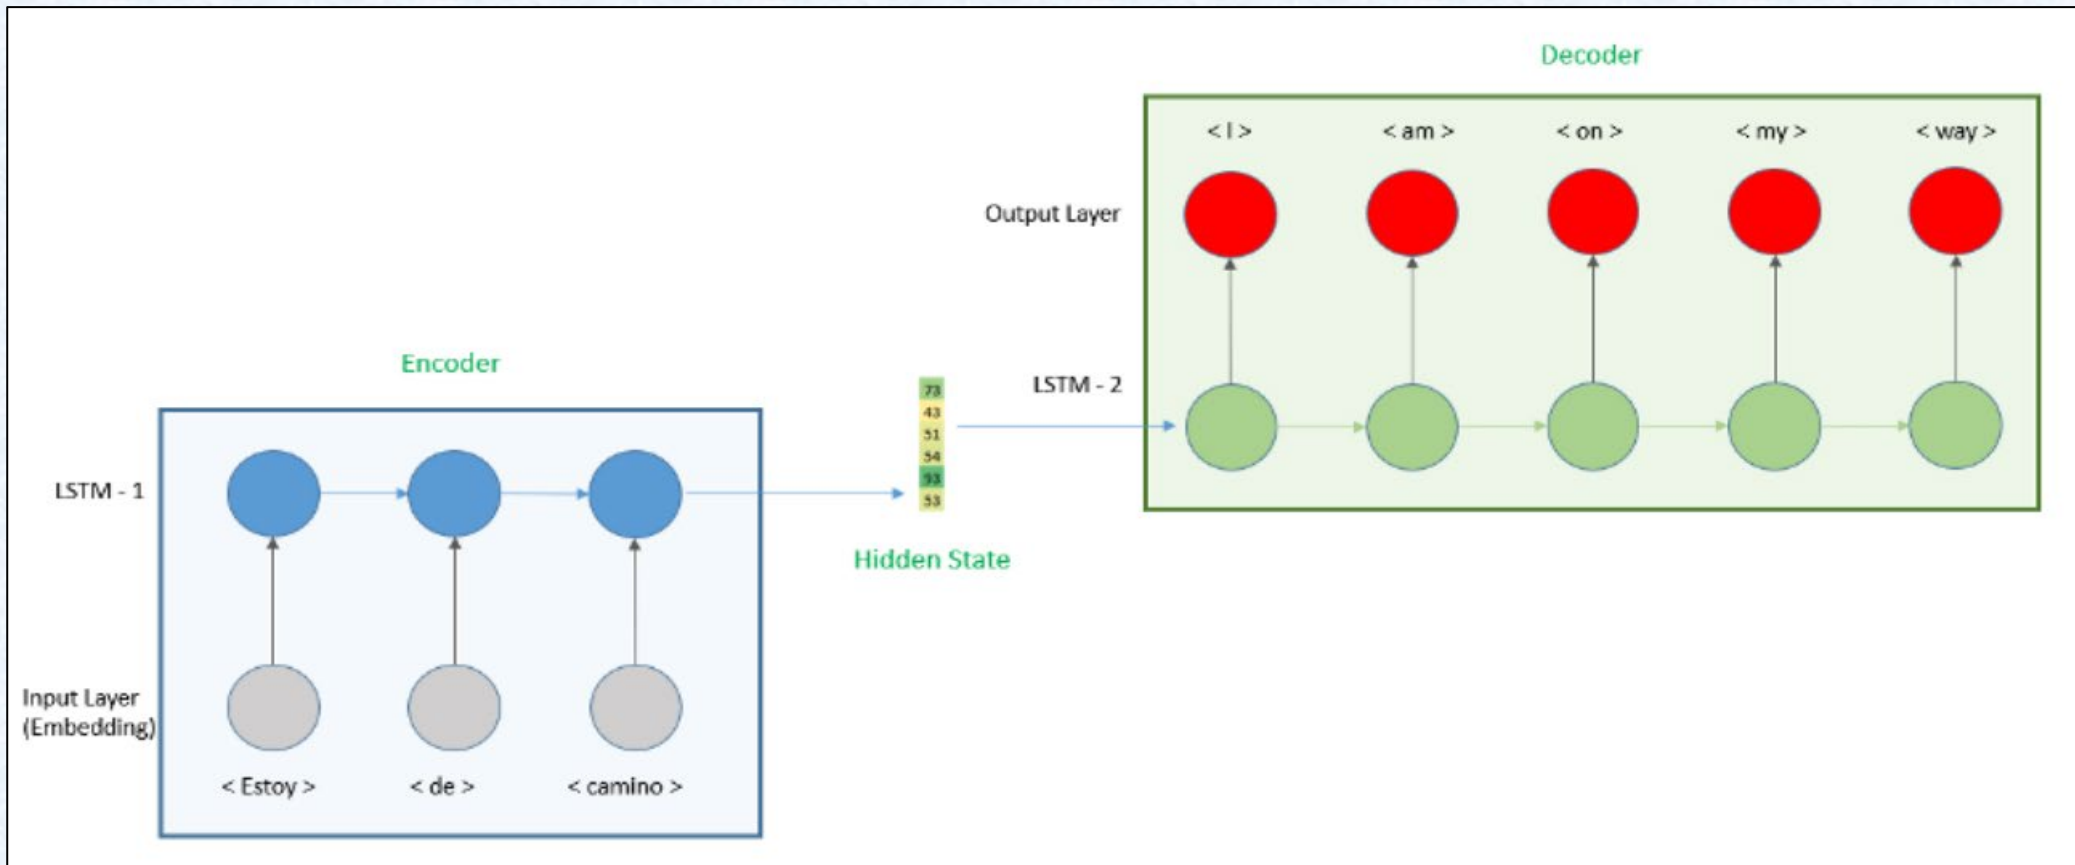 Decoder
< I >
< am >
< on >
< my >
< way >
Output Layer
LSTM - 2
Encoder
LSTM - 1
Input Layer
(Embedding)
< Estoy >
< de >
< camino >
73
43
51
54
93
53
Hidden State